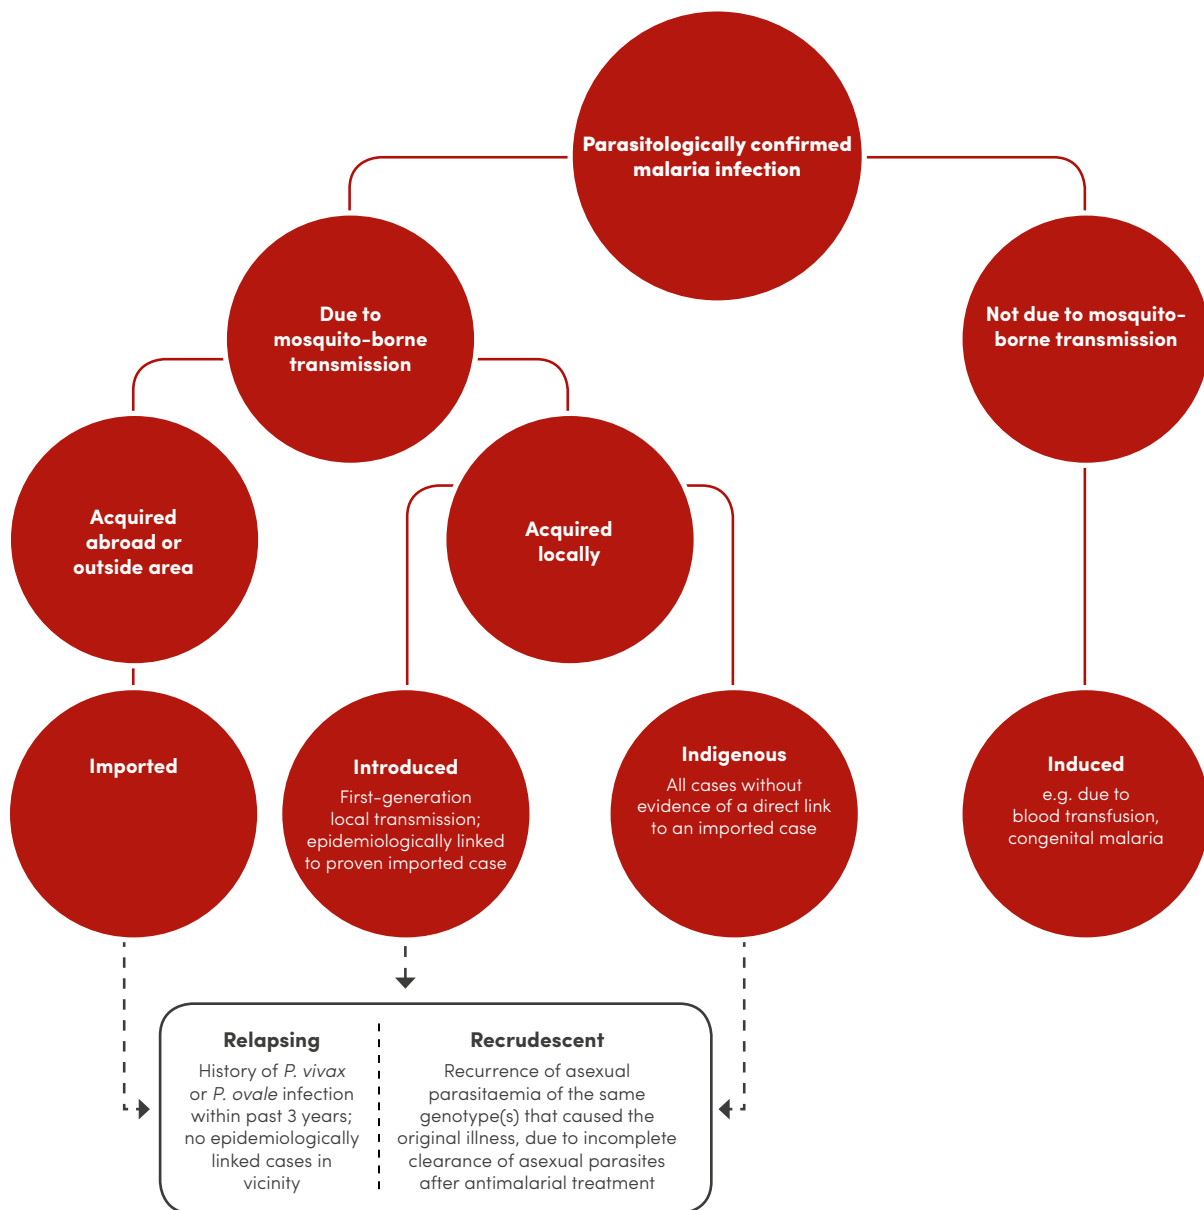 Parasitologically confirmed
malaria infection
Due to
mosquito-borne
transmission
Not due to mosquito-
borne transmission
Acquired
abroad or
outside area
Acquired
locally
Imported
Introduced
First-generation
local transmission;
epidemiologically linked
to proven imported case
Indigenous
All cases without
evidence of a direct link
to an imported case
Induced
e.g. due to
blood transfusion,
congenital malaria
Relapsing
History of P. vivax
or P. ovale infection
within past 3 years;
no epidemiologically
linked cases in
vicinity
Recrudescent
Recurrence of asexual
parasitaemia of the same
genotype(s) that caused the
original illness, due to incomplete
clearance of asexual parasites
after antimalarial treatment